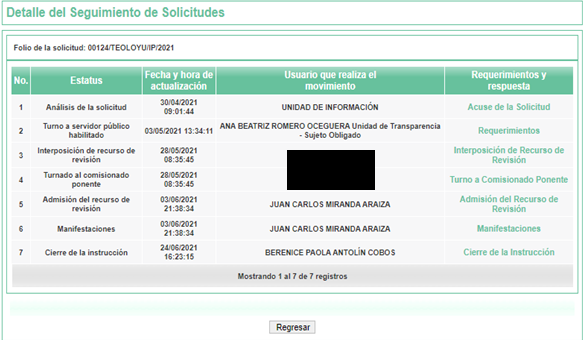 Detalle del Seguimiento de Solicitudes
Folio de la solicitud: 00124/TEOLOYU/IP/2021
No. Estatus Fecha y hora de actualización Usuario que realiza el movimiento Requerimientos y respuesta
1 Análisis de la solicitud 30/04/2021 09:01:44 UNIDAD DE INFORMACIÓN Acuse de la Solicitud
2 Turno a servidor público habilitado 03/05/2021 13:34:11 ANA BEATRIZ ROMERO OCEGUERA Unidad de Transparencia - Sujeto Obligado Requerimientos
3 Interposición de recurso de revisión 28/05/2021 08:35:45 Interposición de Recurso de Revisión
4 Turnado al comisionado ponente 28/05/2021 08:35:45 Turno a Comisionado Ponente
5 Admisión del recurso de revisión 03/06/2021 21:38:34 JUAN CARLOS MIRANDA ARAIZA Admisión del Recurso de Revisión
6 Manifestaciones 03/06/2021 21:38:34 JUAN CARLOS MIRANDA ARAIZA Manifestaciones
7 Cierre de la instrucción 24/06/2021 16:23:15 BERENICE PAOLA ANTOLÍN COBOS Cierre de la Instrucción
Mostrando 1 al 7 de 7 registros
Regresar